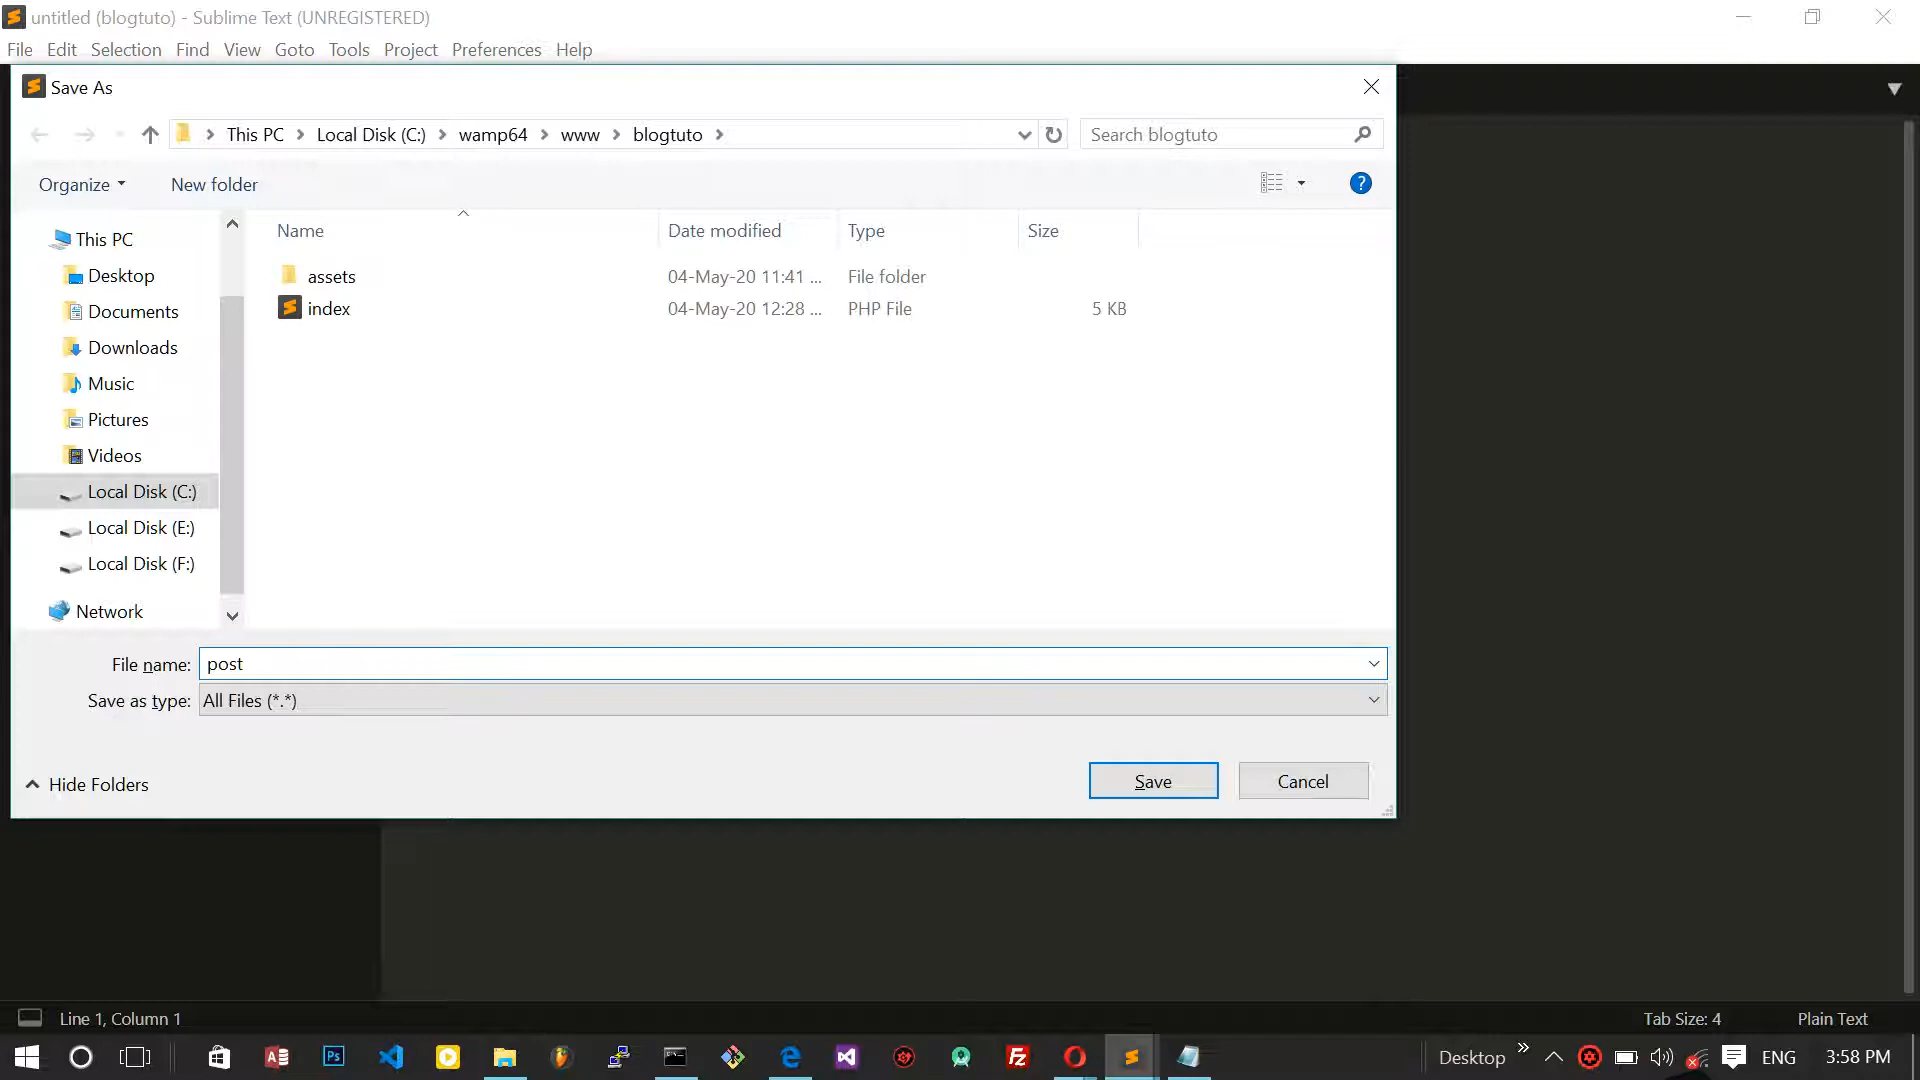 untitled (blogtuto) - Sublime Text (UNREGISTERED)
File Edit Selection Find View Goto Tools Project Preferences Help
Save As
This PC Local Disk (C:) wamp64 www blogtuto
Search blogtuto
Organize New folder
Name Date modified Type Size
assets 04-May-20 11:41 ... File folder
index 04-May-20 12:28 ... PHP File 5 KB
This PC
Desktop
Documents
Downloads
Music
Pictures
Videos
Local Disk (C:)
Local Disk (E:)
Local Disk (F:)
Network
File name: post
Save as type: All Files (*.*)
Hide Folders
Save Cancel
Line 1, Column 1
Tab Size: 4 Plain Text
Desktop ENG 3:58 PM